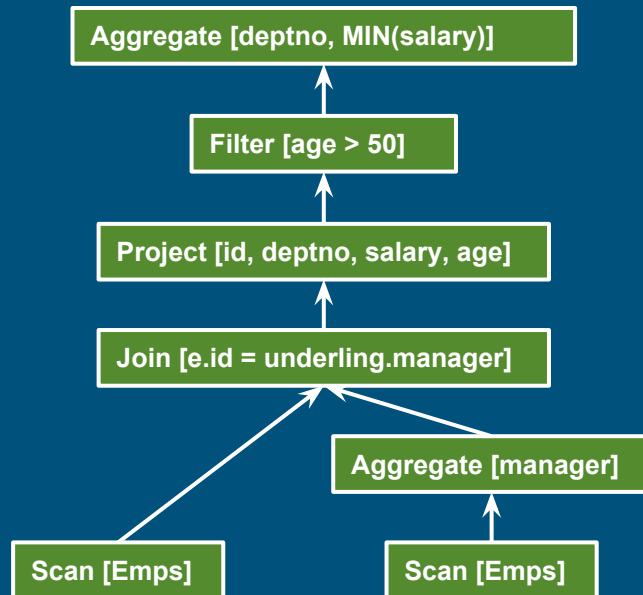 Aggregate [deptno, MIN(salary)]
Filter [age > 50]
Project [id, deptno, salary, age]
Join [e.id = underling.manager]
Aggregate [manager]
Scan [Emps]
Scan [Emps]